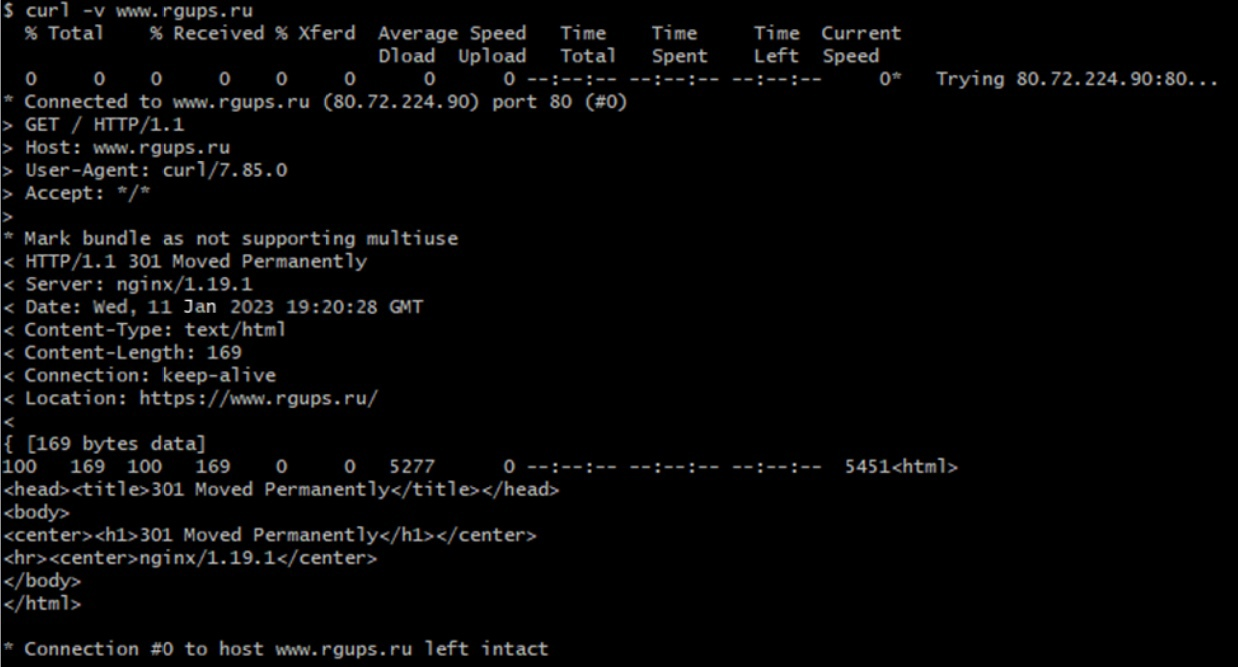 $ curl -v www.rgups.ru
  % Total    % Received % Xferd  Average Speed   Time    Time     Time  Current
                                 Dload  Upload   Total   Spent    Left  Speed
  0     0    0     0    0     0      0      0 --:--:-- --:--:-- --:--:--     0*   Trying 80.72.224.90:80...
* Connected to www.rgups.ru (80.72.224.90) port 80 (#0)
> GET / HTTP/1.1
> Host: www.rgups.ru
> User-Agent: curl/7.85.0
> Accept: */*
>
* Mark bundle as not supporting multiuse
< HTTP/1.1 301 Moved Permanently
< Server: nginx/1.19.1
< Date: Wed, 11 Jan 2023 19:20:28 GMT
< Content-Type: text/html
< Content-Length: 169
< Connection: keep-alive
< Location: https://www.rgups.ru/
<
{ [169 bytes data]
100   169  100   169    0     0   5277      0 --:--:-- --:--:-- --:--:--  5451<html>
<head><title>301 Moved Permanently</title></head>
<body>
<center><h1>301 Moved Permanently</h1></center>
<hr><center>nginx/1.19.1</center>
</body>
</html>

* Connection #0 to host www.rgups.ru left intact